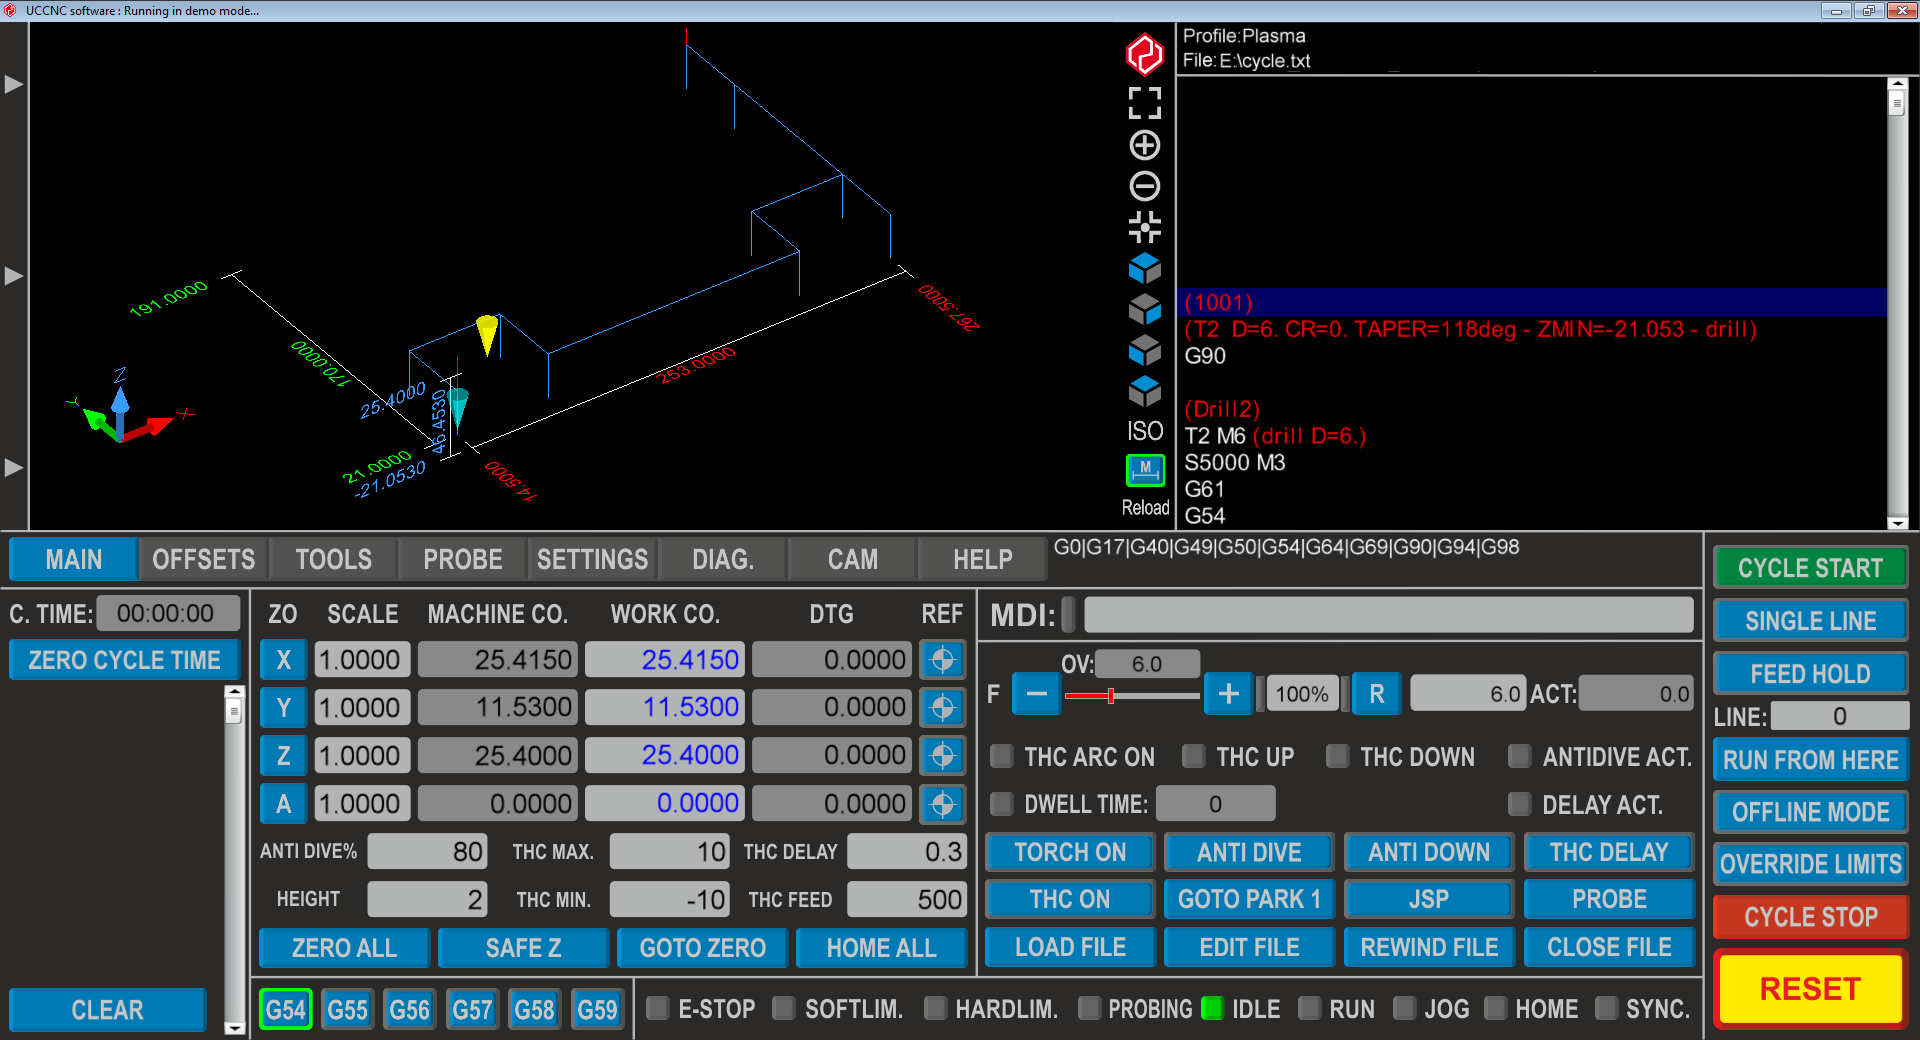 UCCNC software : Running in demo mode...
Profile:Plasma
File:E:\cycle.txt
191.0000
170.0000
21.0000
-21.0530
25.4000
46.4530
14.5000
253.0000
267.5000
Z
Y
X
ISO
M
Reload
(1001)
(T2 D=6. CR=0. TAPER=118deg - ZMIN=-21.053 - drill)
G90
(Drill2)
T2 M6 (drill D=6.)
S5000 M3
G61
G54
MAIN OFFSETS TOOLS PROBE SETTINGS DIAG. CAM HELP
G0|G17|G40|G49|G50|G54|G64|G69|G90|G94|G98
C. TIME: 00:00:00
ZERO CYCLE TIME
CLEAR
ZO SCALE MACHINE CO. WORK CO. DTG REF
X 1.0000 25.4150 25.4150 0.0000
Y 1.0000 11.5300 11.5300 0.0000
Z 1.0000 25.4000 25.4000 0.0000
A 1.0000 0.0000 0.0000 0.0000
ANTI DIVE% 80 THC MAX. 10 THC DELAY 0.3
HEIGHT 2 THC MIN. -10 THC FEED 500
ZERO ALL SAFE Z GOTO ZERO HOME ALL
MDI:
OV: 6.0
F 100% R 6.0 ACT: 0.0
THC ARC ON THC UP THC DOWN ANTIDIVE ACT.
DWELL TIME: 0 DELAY ACT.
TORCH ON ANTI DIVE ANTI DOWN THC DELAY
THC ON GOTO PARK 1 JSP PROBE
LOAD FILE EDIT FILE REWIND FILE CLOSE FILE
G54 G55 G56 G57 G58 G59
E-STOP SOFTLIM. HARDLIM. PROBING IDLE RUN JOG HOME SYNC.
CYCLE START
SINGLE LINE
FEED HOLD
LINE: 0
RUN FROM HERE
OFFLINE MODE
OVERRIDE LIMITS
CYCLE STOP
RESET